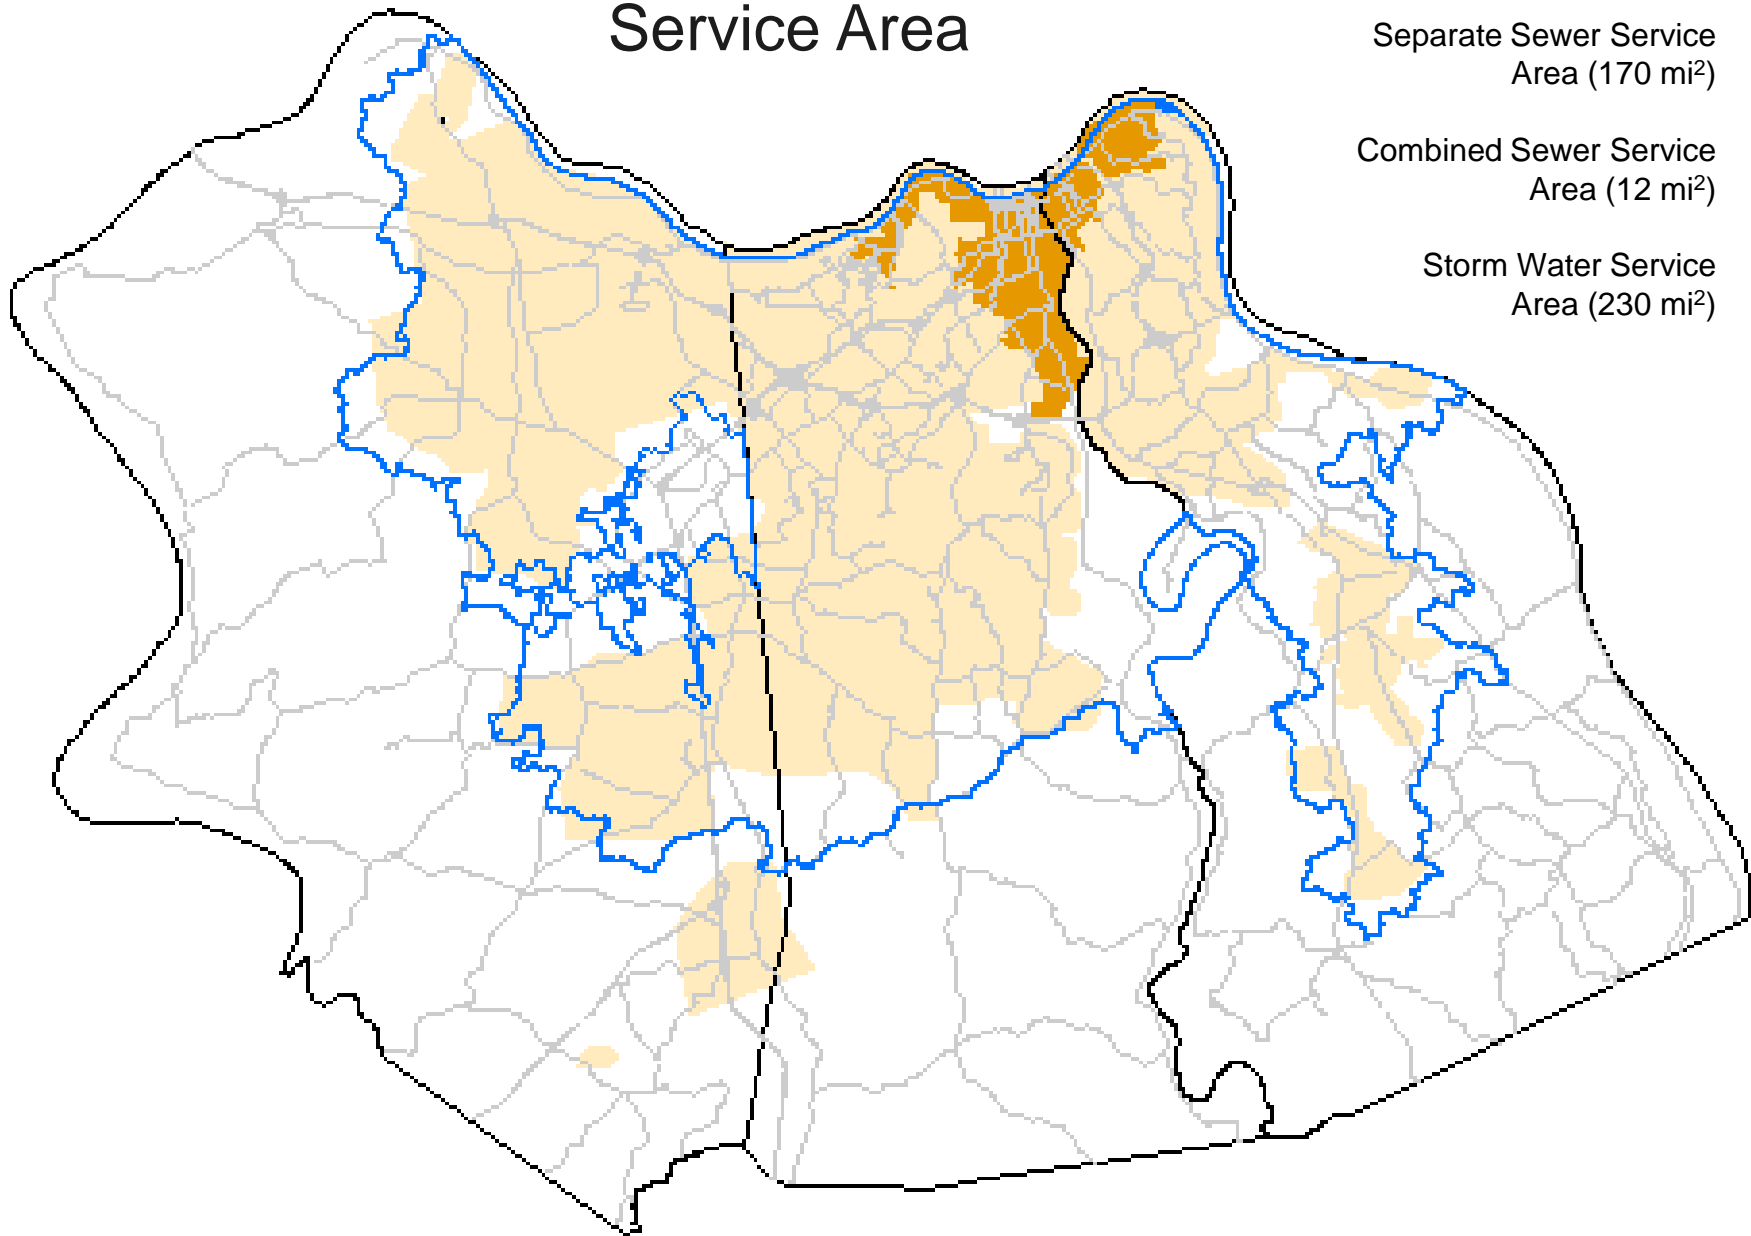 Service Area
Separate Sewer Service
Area (170 mi²)
Combined Sewer Service
Area (12 mi²)
Storm Water Service
Area (230 mi²)